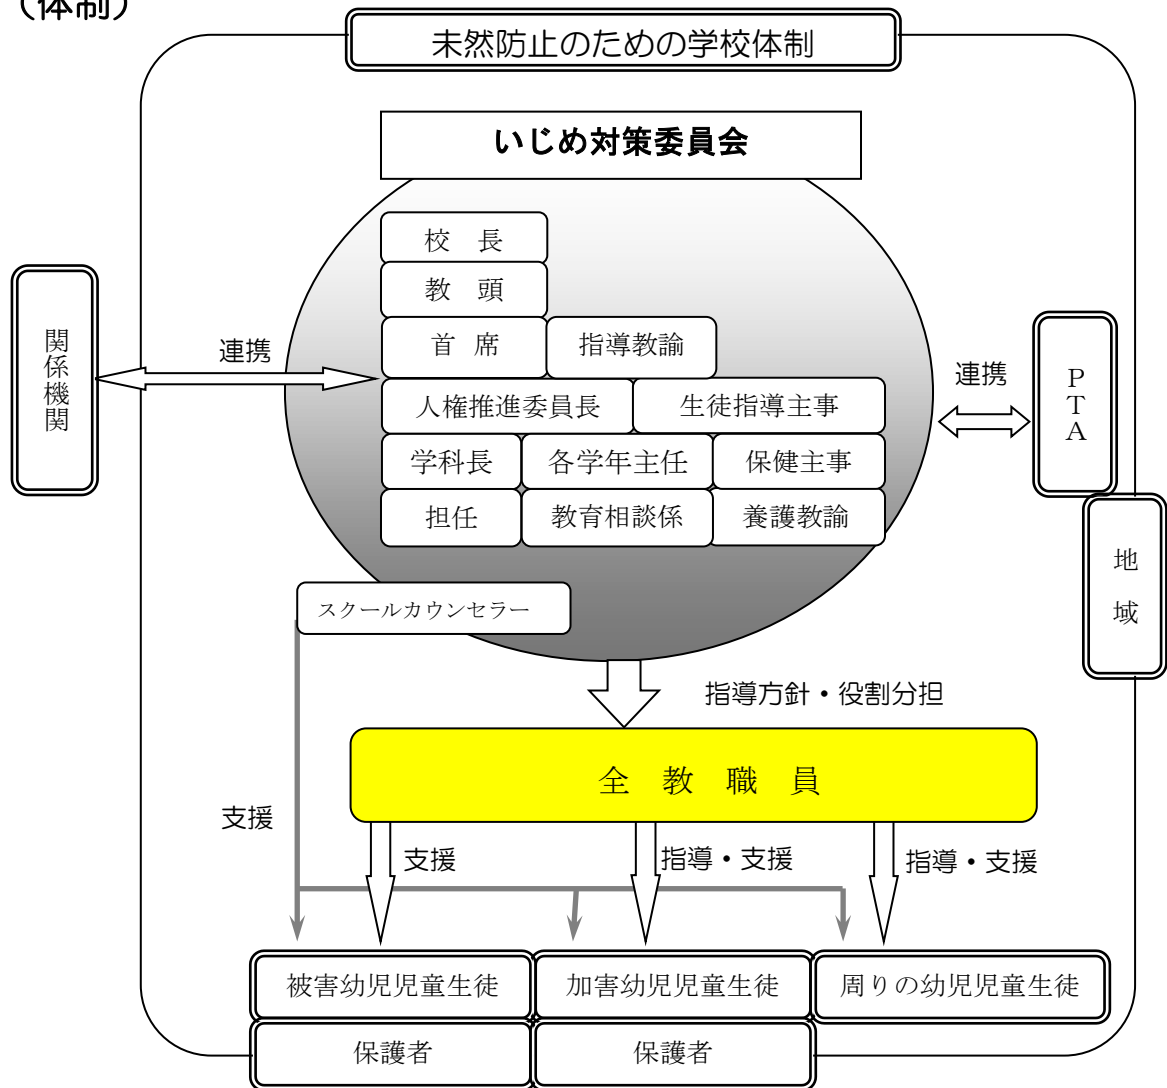 （体制）
未然防止のための学校体制
いじめ対策委員会
校　長
教　頭
首 席
指導教諭
人権推進委員長
生徒指導主事
学科長
各学年主任
保健主事
担任
教育相談係
養護教諭
スクールカウンセラー
関係機関
連携
連携
ＰＴＡ
地域
指導方針・役割分担
全　教　職　員
支援
支援
指導・支援
指導・支援
被害幼児児童生徒
加害幼児児童生徒
周りの幼児児童生徒
保護者
保護者